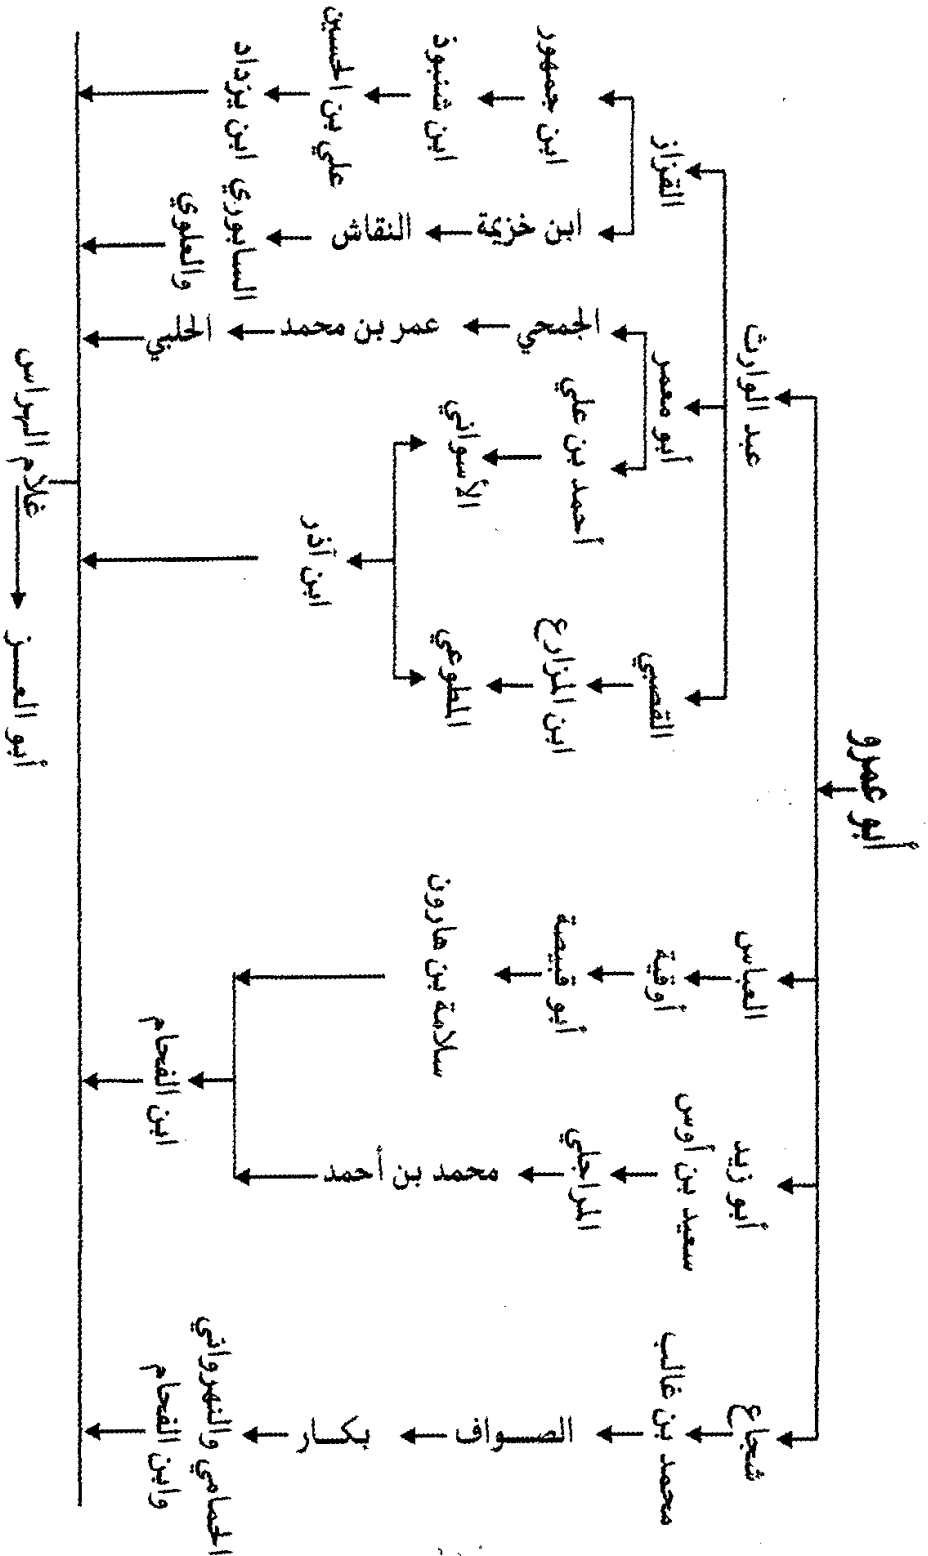 أبو عمرو
شجاع
أبو زيد
سعيد بن أوس
العباس
عبد الوارث
محمد بن غالب
الصواف
بكار
الحمامي والنهرواني
وابن الفحام
المراجلي
محمد بن أحمد
أوقية
أبو قبيصة
سلامة بن هارون
ابن الفحام
القصبي
ابن المزارع
المطوعي
أبو معمر
أحمد بن علي
الأسواني
ابن آذر
الجمحي
عمر بن محمد
الحلبي
القزاز
ابن خزيمة
النقاش
السابوري
والعلوي
ابن جمهور
ابن شنبوذ
علي بن الحسين
ابن يزداد
غلام الهراس
أبو العز